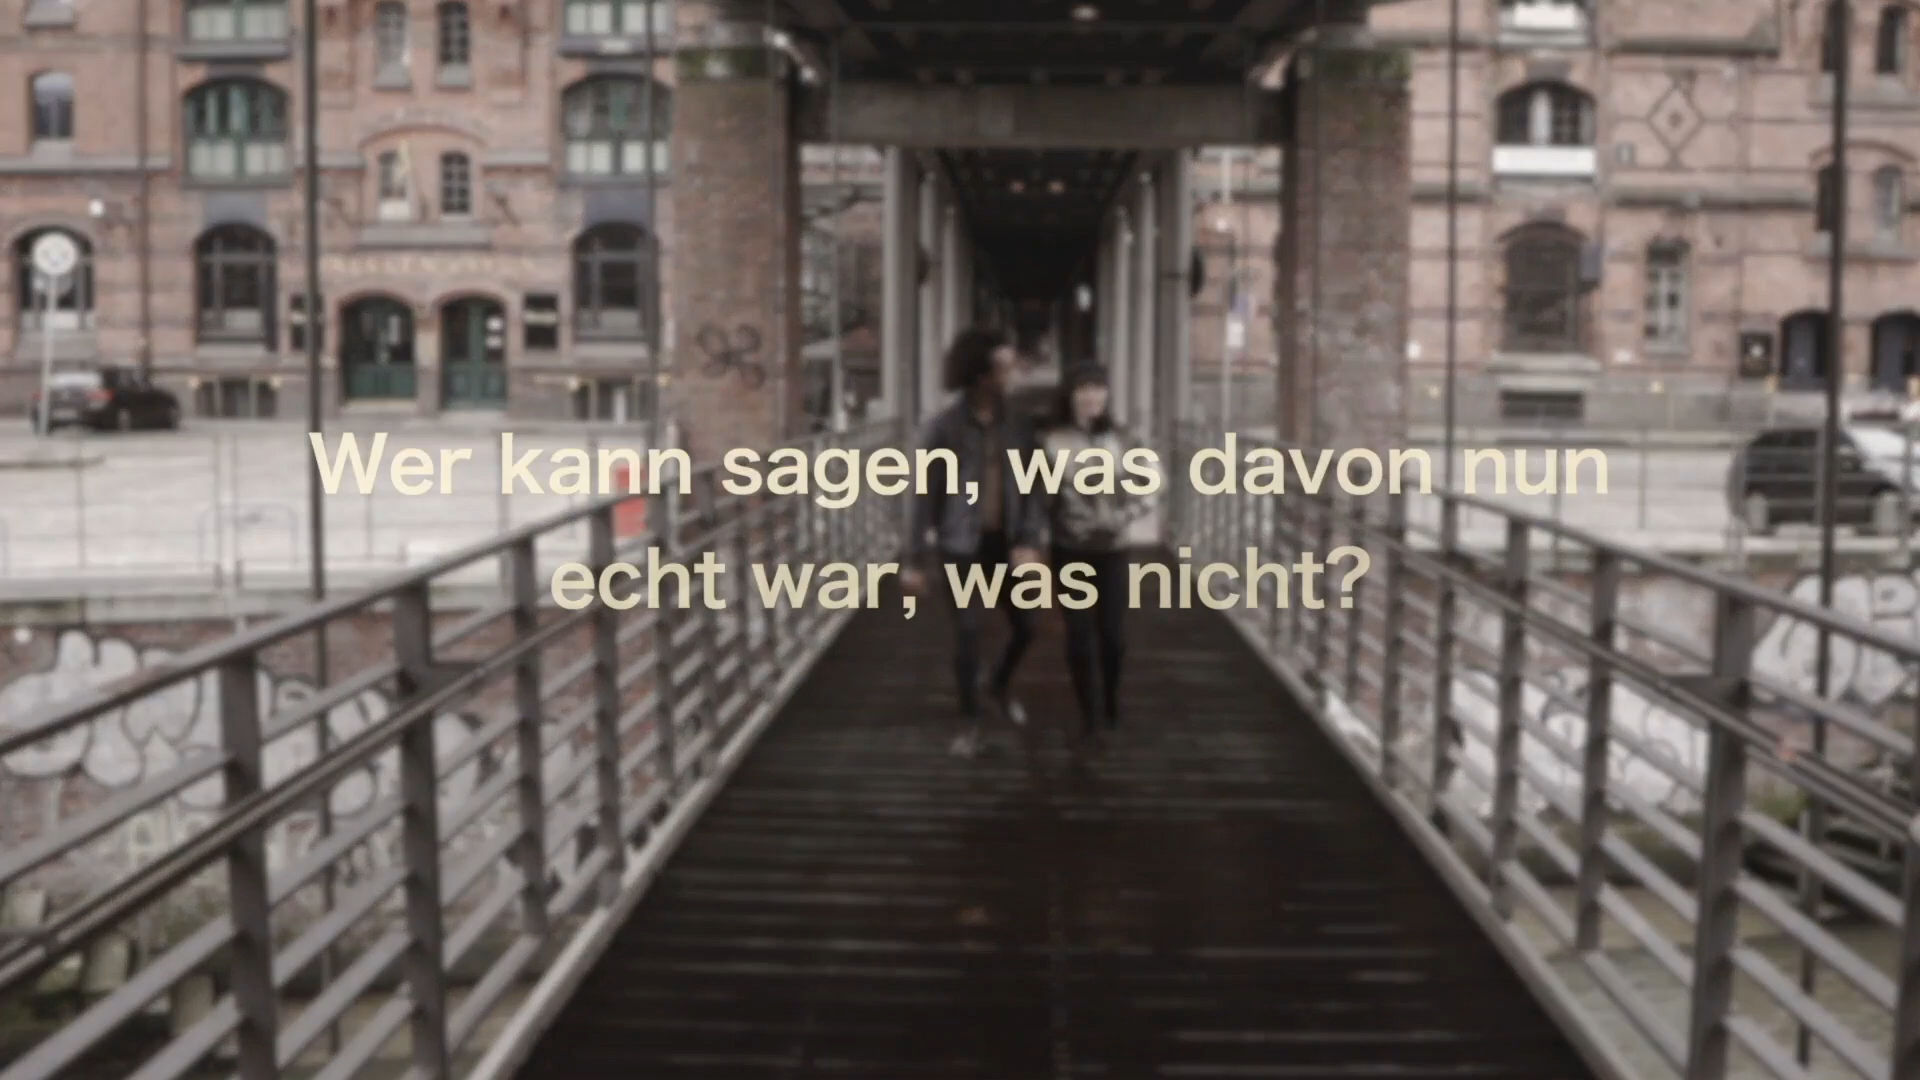 Wer kann sagen, was davon nun
echt war, was nicht?